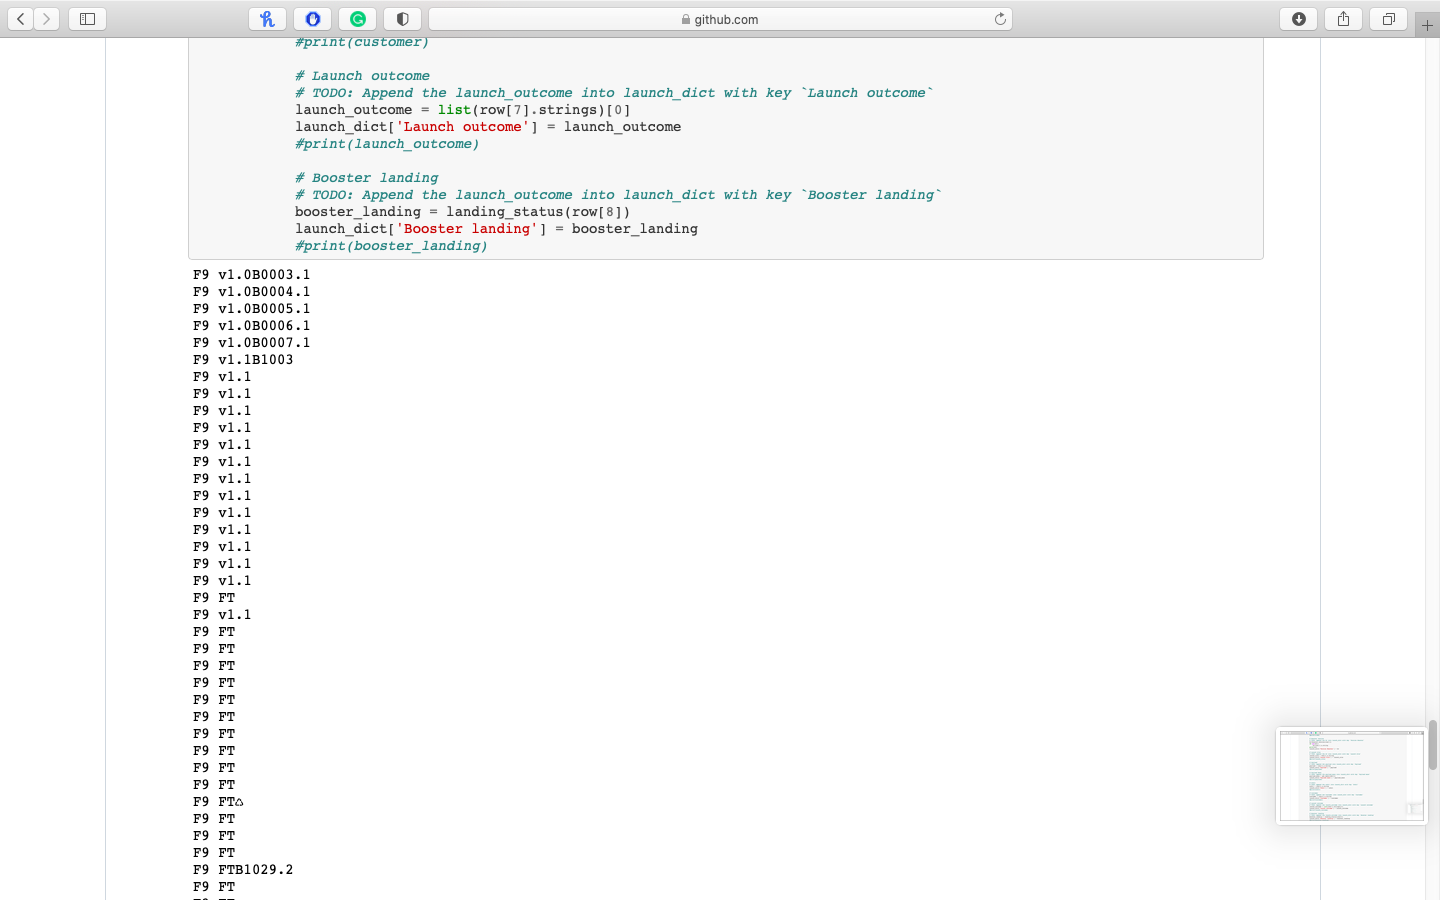 github.com
#print(customer)
# Launch outcome
# TODO: Append the launch_outcome into launch_dict with key `Launch outcome`
launch_outcome = list(row[7].strings)[0]
launch_dict['Launch outcome'] = launch_outcome
#print(launch_outcome)
# Booster landing
# TODO: Append the launch_outcome into launch_dict with key `Booster landing`
booster_landing = landing_status(row[8])
launch_dict['Booster landing'] = booster_landing
#print(booster_landing)
F9 v1.0B0003.1
F9 v1.0B0004.1
F9 v1.0B0005.1
F9 v1.0B0006.1
F9 v1.0B0007.1
F9 v1.1B1003
F9 v1.1
F9 v1.1
F9 v1.1
F9 v1.1
F9 v1.1
F9 v1.1
F9 v1.1
F9 v1.1
F9 v1.1
F9 v1.1
F9 v1.1
F9 v1.1
F9 v1.1
F9 FT
F9 v1.1
F9 FT
F9 FT
F9 FT
F9 FT
F9 FT
F9 FT
F9 FT
F9 FT
F9 FT
F9 FT
F9 FT△
F9 FT
F9 FT
F9 FT
F9 FTB1029.2
F9 FT